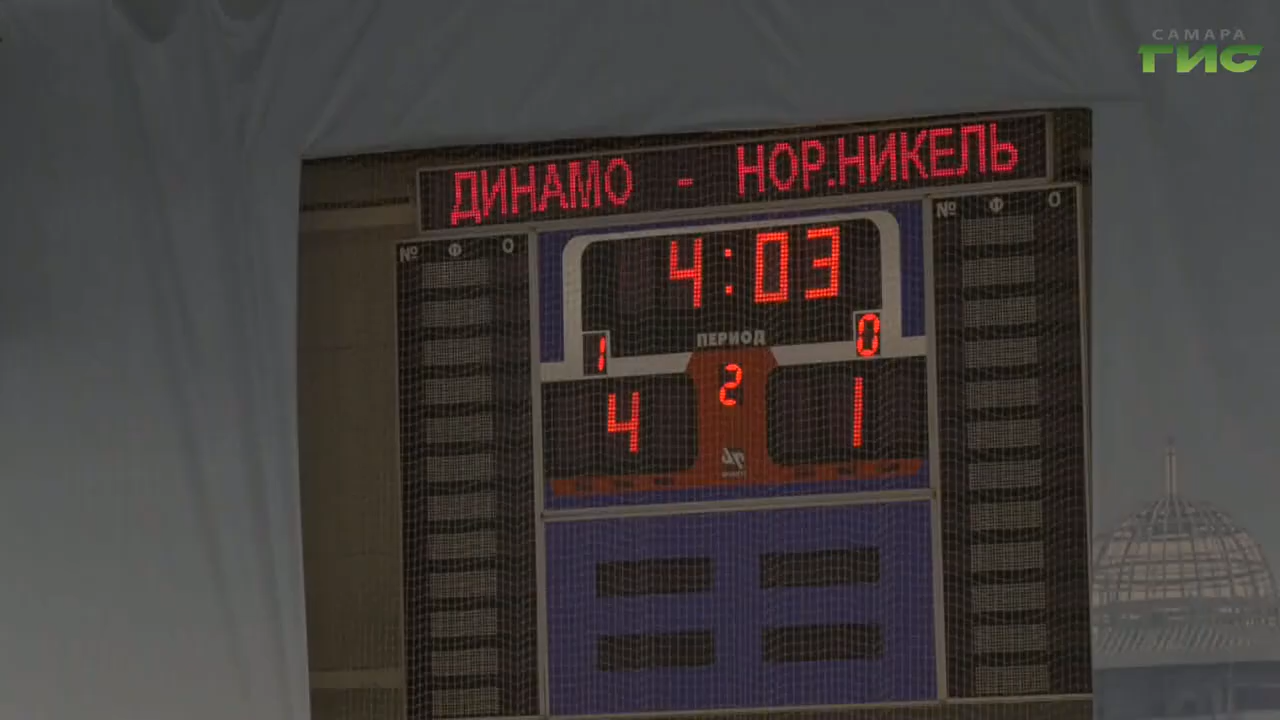 САМАРА
ГИС
ДИНАМО - НОР.НИКЕЛЬ
№ Ф О
№ Ф О
4:03
ПЕРИОД
1
0
2
4
1